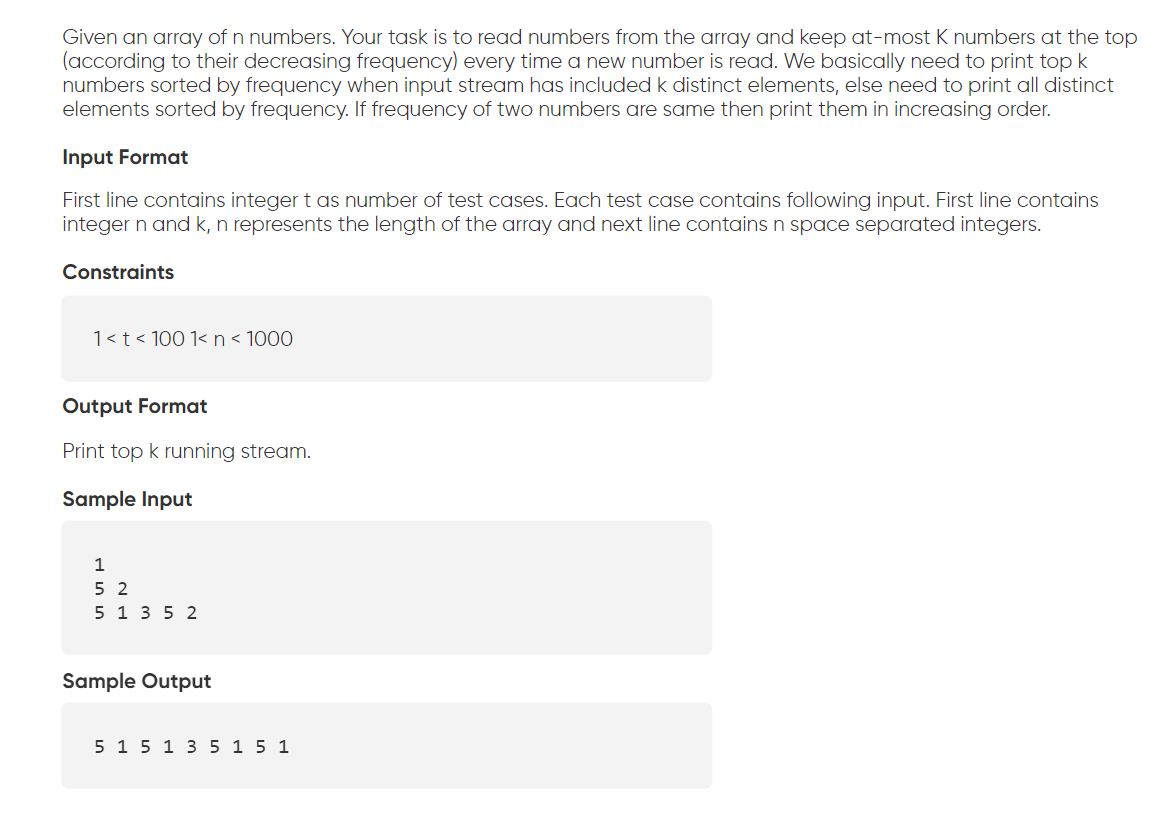 Given an array of n numbers. Your task is to read numbers from the array and keep at-most K numbers at the top
(according to their decreasing frequency) every time a new number is read. We basically need to print top k
numbers sorted by frequency when input stream has included k distinct elements, else need to print all distinct
elements sorted by frequency. If frequency of two numbers are same then print them in increasing order.
Input Format
First line contains integer t as number of test cases. Each test case contains following input. First line contains
integer n and k, n represents the length of the array and next line contains n space separated integers.
Constraints
1 < t < 100 1< n < 1000
Output Format
Print top k running stream.
Sample Input
1
5 2
5 1 3 5 2
Sample Output
5 1 5 1 3 5 1 5 1